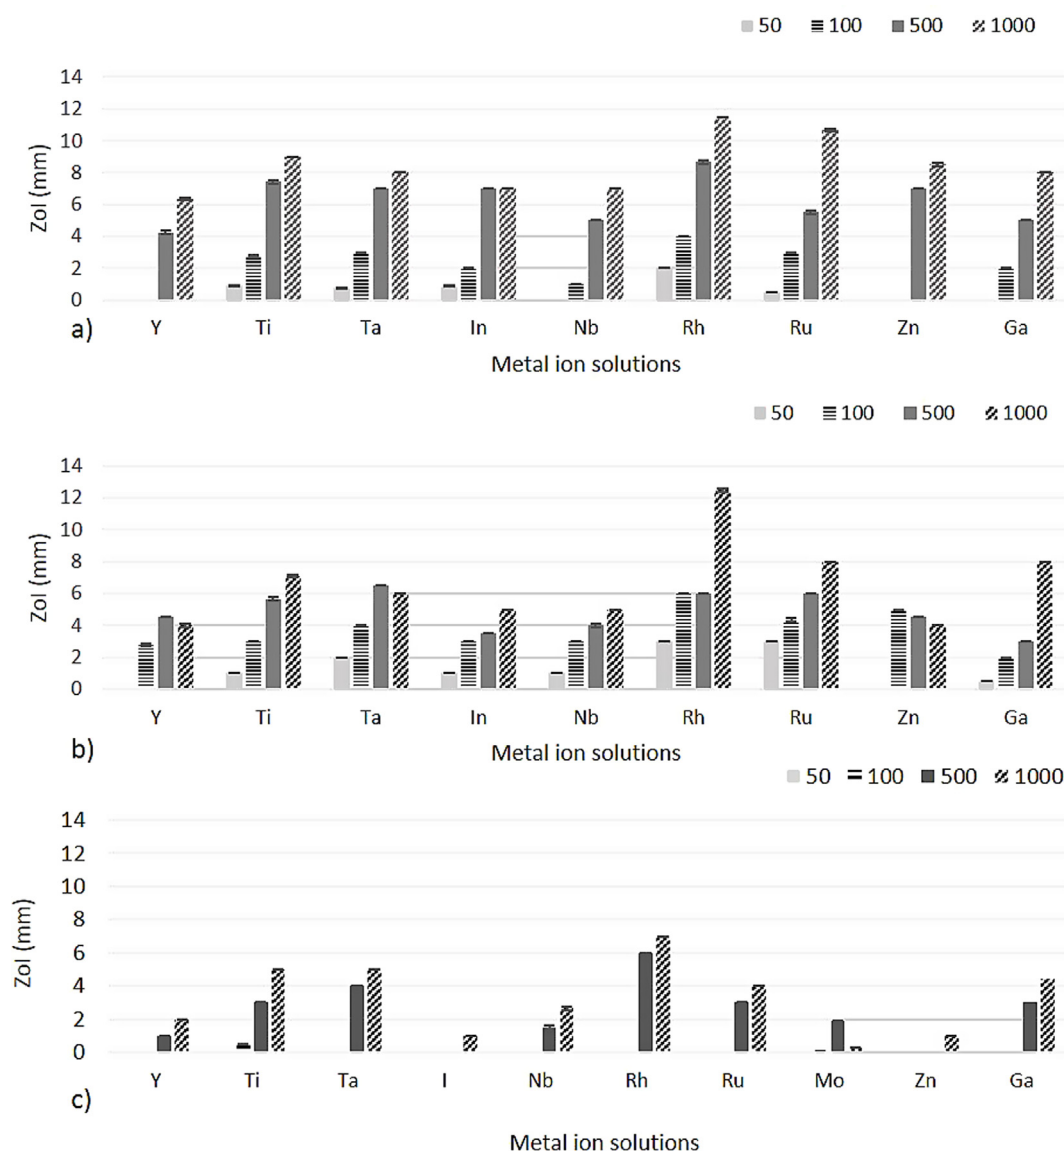 50 100 500 1000
14
12
10
8
6
4
2
0
ZoI (mm)
a)
Y Ti Ta In Nb Rh Ru Zn Ga
Metal ion solutions
50 100 500 1000
14
12
10
8
6
4
2
0
ZoI (mm)
b)
Y Ti Ta In Nb Rh Ru Zn Ga
Metal ion solutions
50 100 500 1000
14
12
10
8
6
4
2
0
ZoI (mm)
c)
Y Ti Ta I Nb Rh Ru Mo Zn Ga
Metal ion solutions